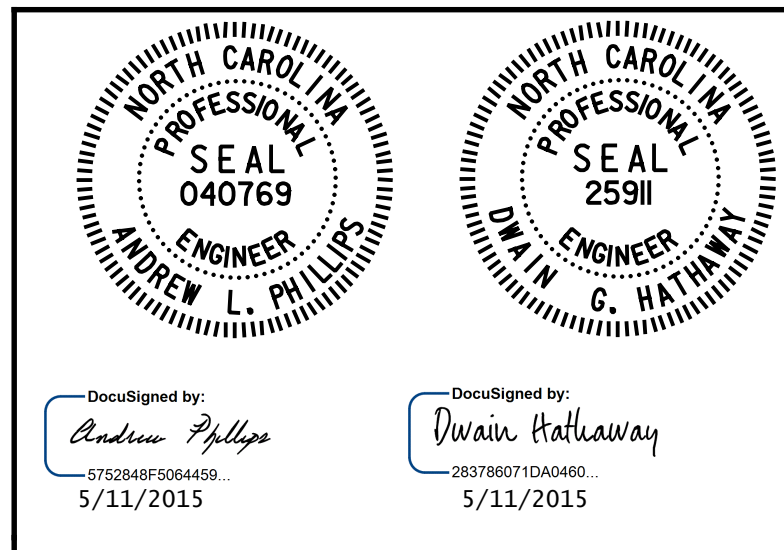 NORTH CAROLINA
PROFESSIONAL
SEAL
040769
ENGINEER
ANDREW L. PHILLIPS
NORTH CAROLINA
PROFESSIONAL
SEAL
25911
ENGINEER
DWAIN G. HATHAWAY
DocuSigned by:
Andrew Phillips
5752848F5064459...
5/11/2015
DocuSigned by:
Dwain Hathaway
283786071DA0460...
5/11/2015